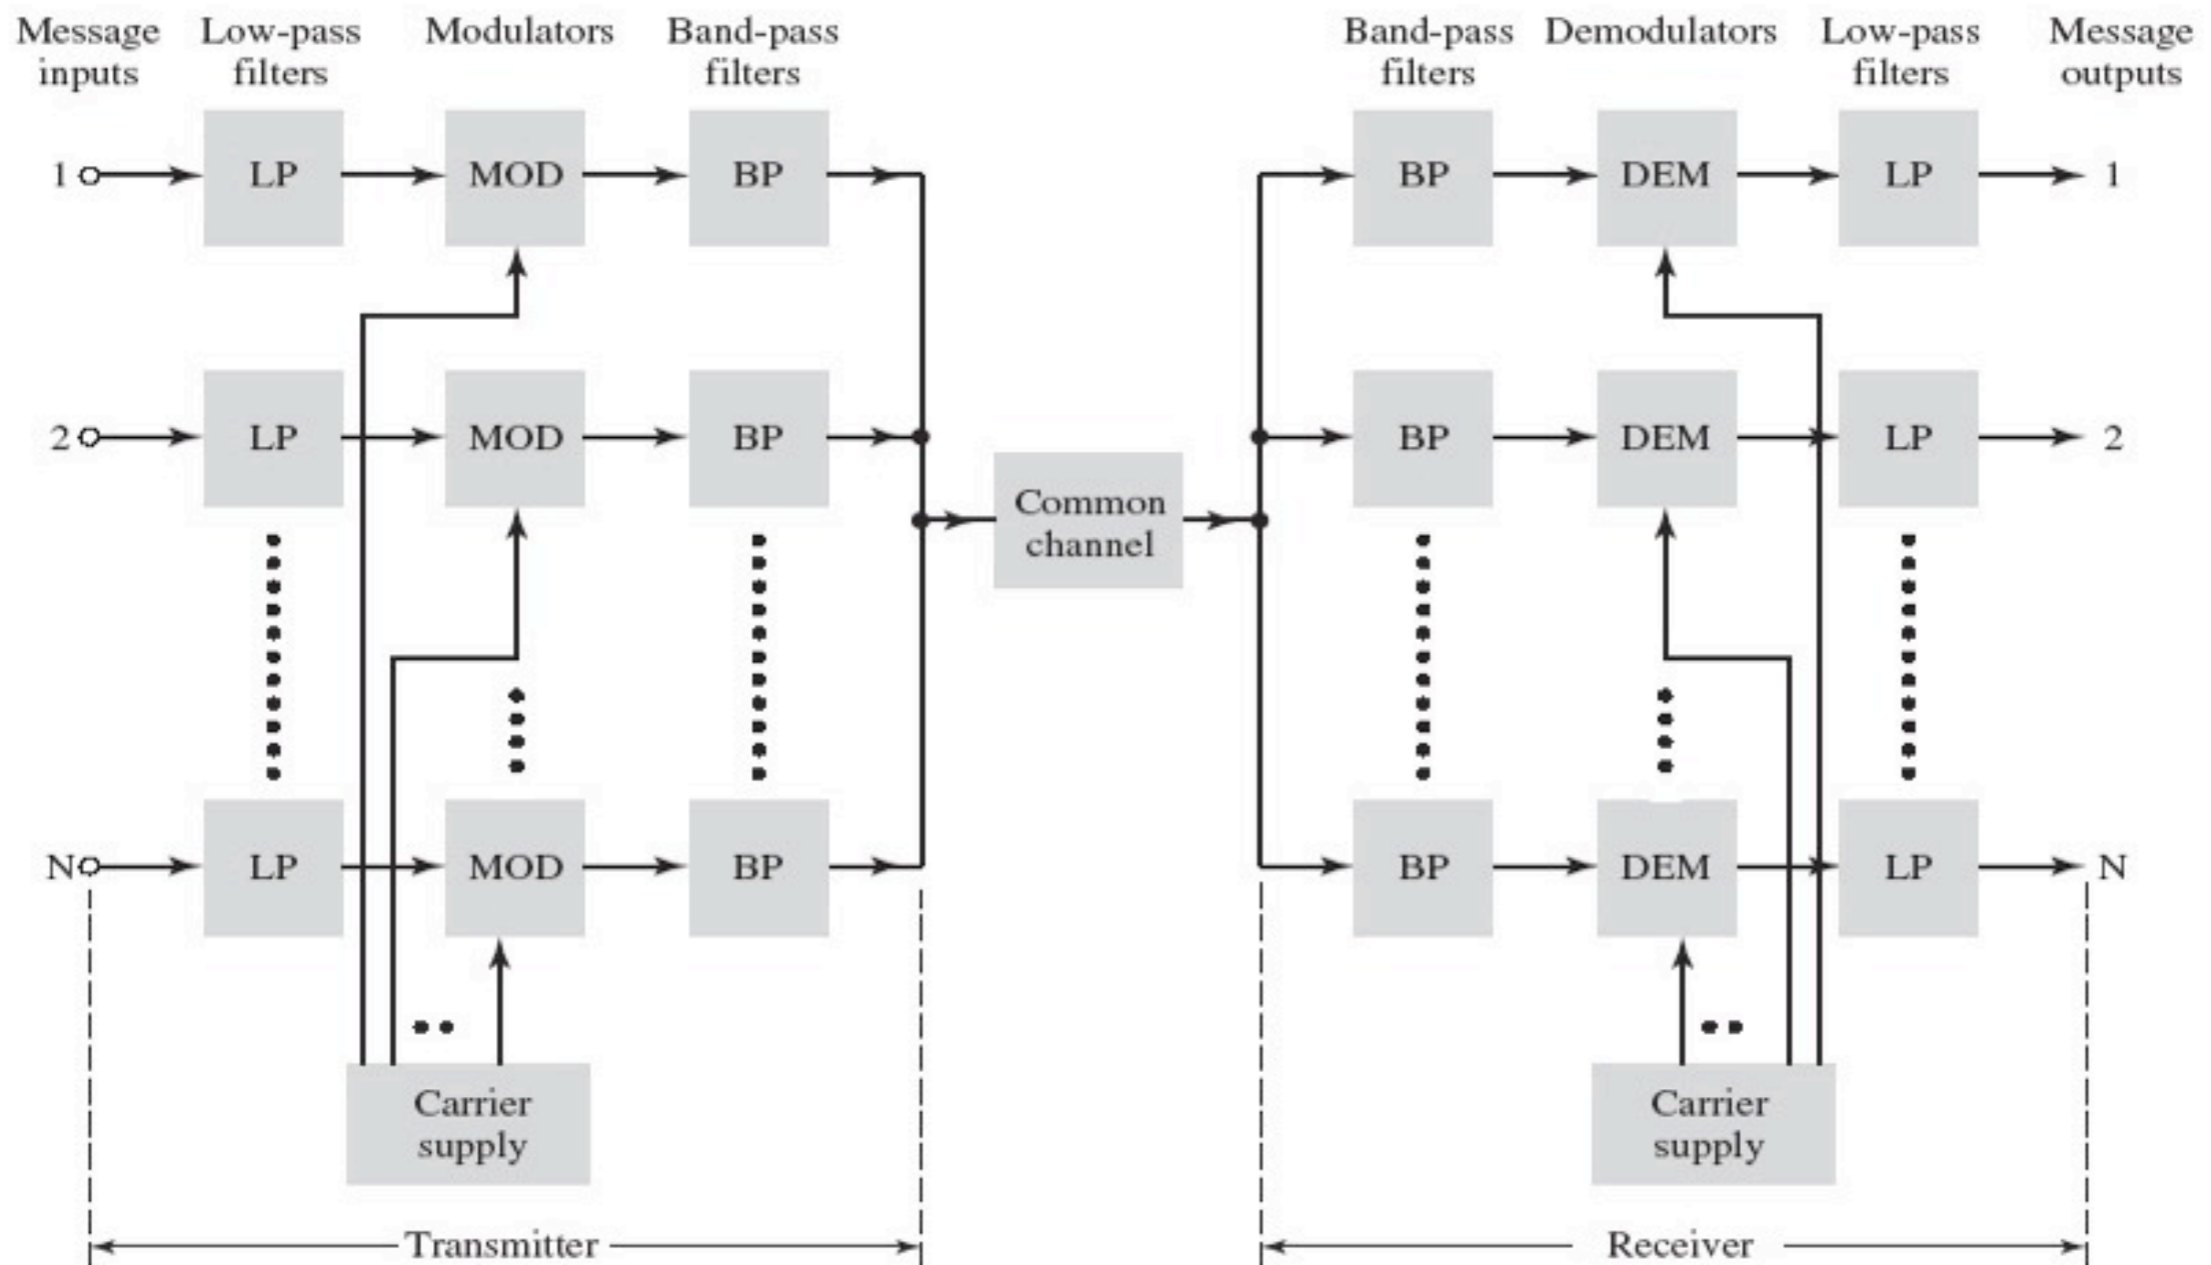 Message
inputs
Low-pass
filters
Modulators
Band-pass
filters
Band-pass
filters
Demodulators
Low-pass
filters
Message
outputs
1
LP
MOD
BP
BP
DEM
LP
1
2
LP
MOD
BP
Common
channel
BP
DEM
LP
2
N
LP
MOD
BP
BP
DEM
LP
N
Carrier
supply
Carrier
supply
Transmitter
Receiver